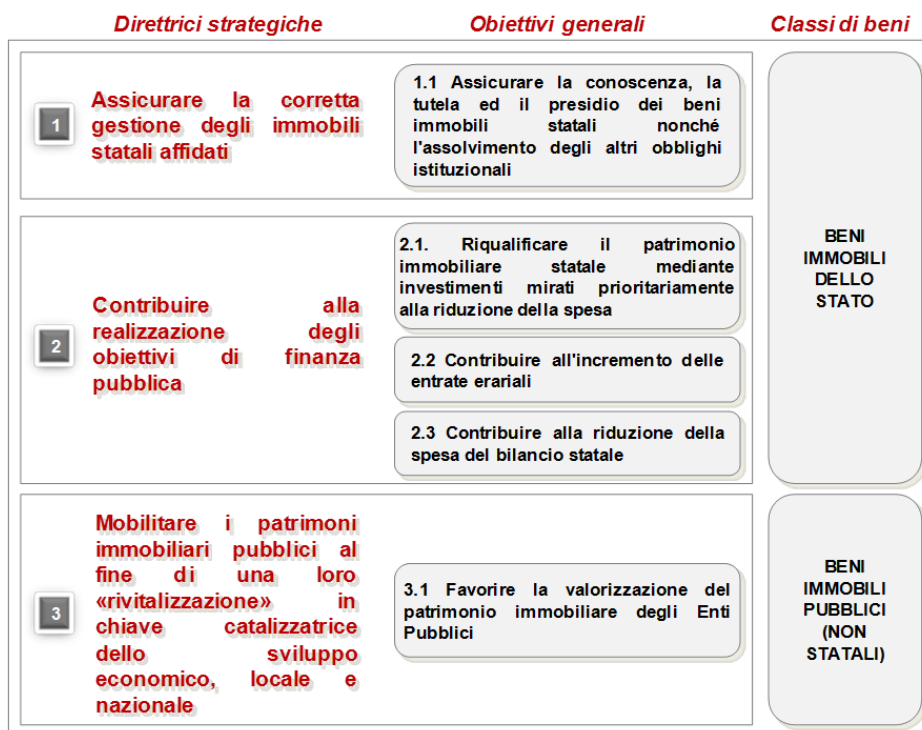 Direttrici strategiche
Obiettivi generali
Classi di beni
1
Assicurare la corretta
gestione degli immobili
statali affidati
1.1 Assicurare la conoscenza, la
tutela ed il presidio dei beni
immobili statali nonché
l'assolvimento degli altri obblighi
istituzionali
2
Contribuire alla
realizzazione degli
obiettivi di finanza
pubblica
2.1. Riqualificare il patrimonio
immobiliare statale mediante
investimenti mirati prioritariamente
alla riduzione della spesa
2.2 Contribuire all'incremento delle
entrate erariali
2.3 Contribuire alla riduzione della
spesa del bilancio statale
BENI
IMMOBILI
DELLO
STATO
3
Mobilitare i patrimoni
immobiliari pubblici al
fine di una loro
«rivitalizzazione» in
chiave catalizzatrice
dello sviluppo
economico, locale e
nazionale
3.1 Favorire la valorizzazione del
patrimonio immobiliare degli Enti
Pubblici
BENI
IMMOBILI
PUBBLICI
(NON
STATALI)